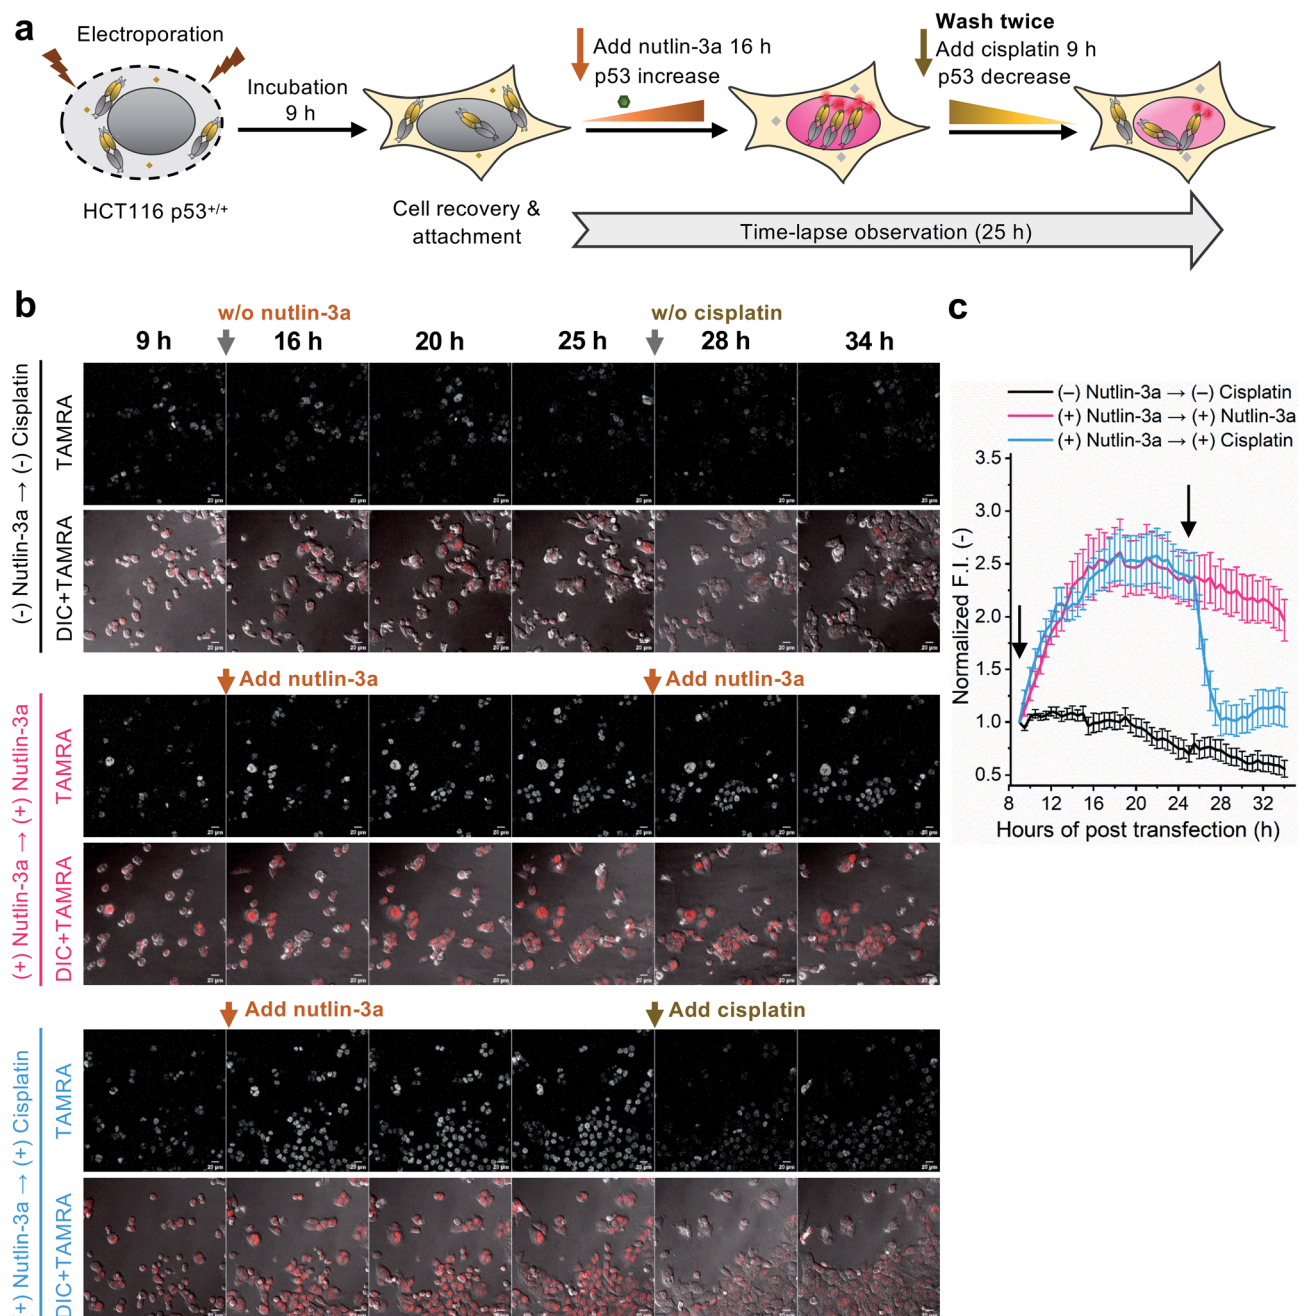 a
Electroporation
HCT116 p53+/+
Incubation
9 h
Cell recovery &
attachment
Add nutlin-3a 16 h
p53 increase
Wash twice
Add cisplatin 9 h
p53 decrease
Time-lapse observation (25 h)
b
w/o nutlin-3a
w/o cisplatin
9 h
16 h
20 h
25 h
28 h
34 h
(-) Nutlin-3a → (-) Cisplatin
TAMRA
DIC+TAMRA
Add nutlin-3a
Add nutlin-3a
(+) Nutlin-3a → (+) Nutlin-3a
TAMRA
DIC+TAMRA
Add nutlin-3a
Add cisplatin
(+) Nutlin-3a → (+) Cisplatin
TAMRA
DIC+TAMRA
c
(–) Nutlin-3a → (–) Cisplatin
(+) Nutlin-3a → (+) Nutlin-3a
(+) Nutlin-3a → (+) Cisplatin
Normalized F.I. (-)
3.5
3.0
2.5
2.0
1.5
1.0
0.5
8 12 16 20 24 28 32
Hours of post transfection (h)